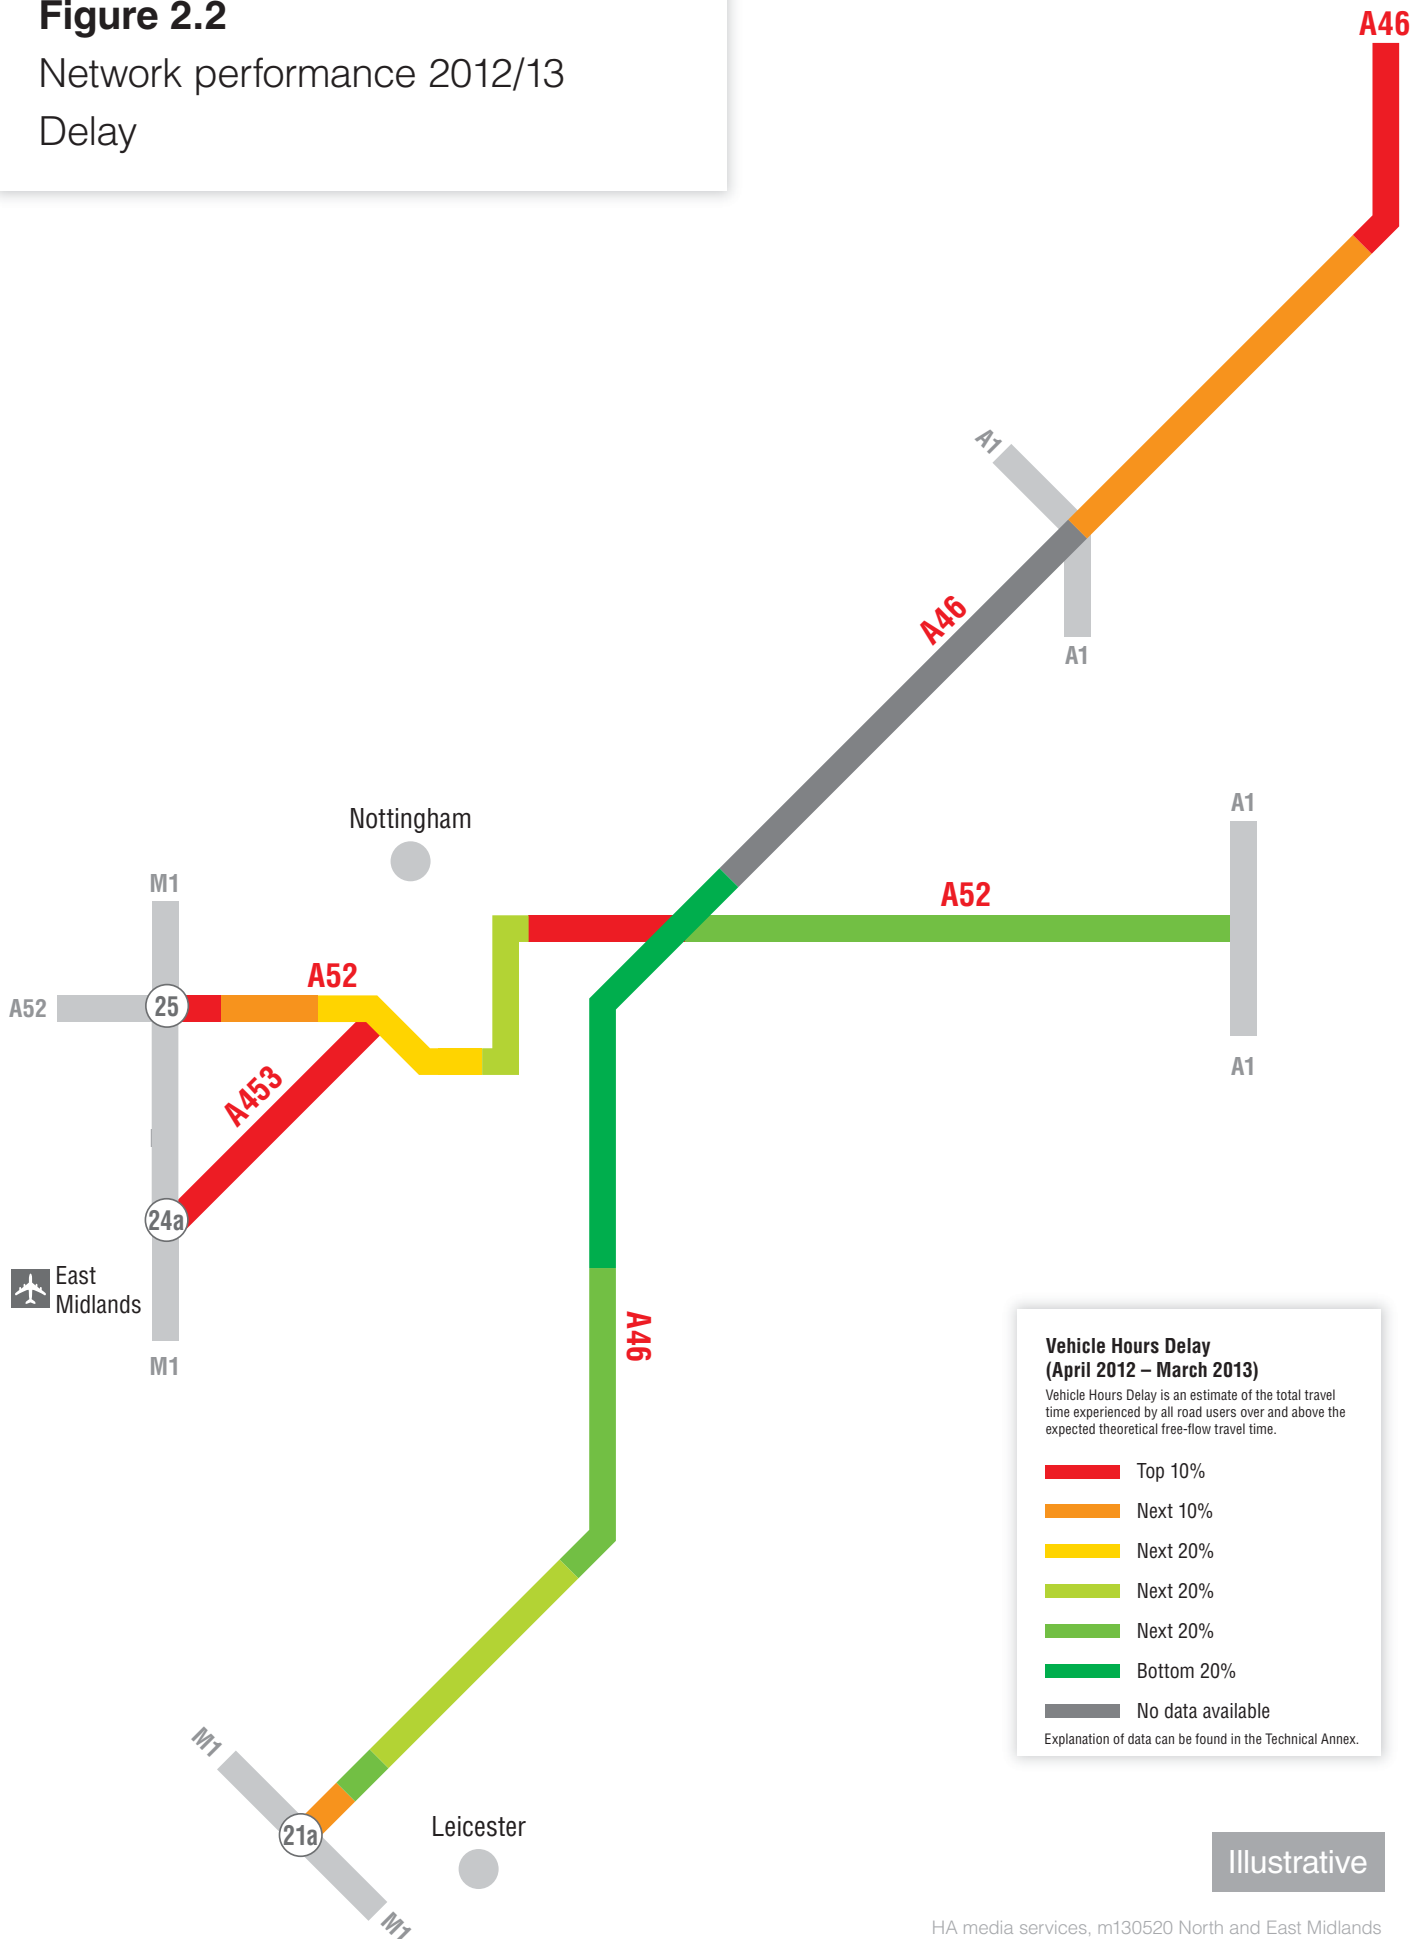 Figure 2.2
Network performance 2012/13
Delay
A46
A1
A46
A1
Nottingham
A1
A52
M1
A52
A52
25
A1
A453
24a
East
Midlands
M1
A46
Vehicle Hours Delay
(April 2012 – March 2013)
Vehicle Hours Delay is an estimate of the total travel
time experienced by all road users over and above the
expected theoretical free-flow travel time.
Top 10%
Next 10%
Next 20%
Next 20%
Next 20%
Bottom 20%
No data available
Explanation of data can be found in the Technical Annex.
M1
21a
Leicester
M1
Illustrative
HA media services, m130520 North and East Midlands